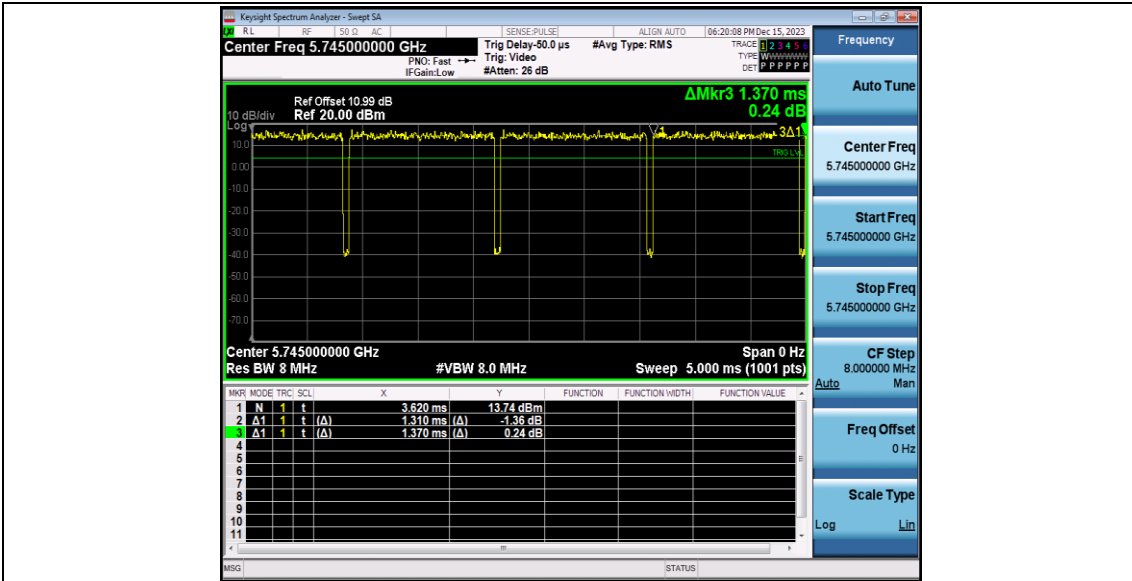 Keysight Spectrum Analyzer - Swept SA
RL RF 50 Ω AC SENSE:PULSE ALIGN AUTO 06:20:08 PM Dec 15, 2023
Center Freq 5.745000000 GHz Trig Delay-50.0 µs #Avg Type: RMS TRACE 1 2 3 4 5 6
PNO: Fast Trig: Video TYPE WWWWWW
IFGain:Low #Atten: 26 dB DET P P P P P P
Frequency
Auto Tune
ΔMkr3 1.370 ms
0.24 dB
Ref Offset 10.99 dB
10 dB/div Ref 20.00 dBm
Log
1
3Δ1
TRIG LVL
10.0
0.00
-10.0
-20.0
-30.0
-40.0
-50.0
-60.0
-70.0
Center Freq
5.745000000 GHz
Start Freq
5.745000000 GHz
Stop Freq
5.745000000 GHz
Center 5.745000000 GHz Span 0 Hz
Res BW 8 MHz #VBW 8.0 MHz Sweep 5.000 ms (1001 pts)
CF Step
8.000000 MHz
Auto Man
MKR MODE TRC SCL X Y FUNCTION FUNCTION WIDTH FUNCTION VALUE
1 N 1 t 3.620 ms 13.74 dBm
2 Δ1 1 t (Δ) 1.310 ms (Δ) -1.36 dB
3 Δ1 1 t (Δ) 1.370 ms (Δ) 0.24 dB
4
5
6
7
8
9
10
11
Freq Offset
0 Hz
Scale Type
Log Lin
MSG STATUS